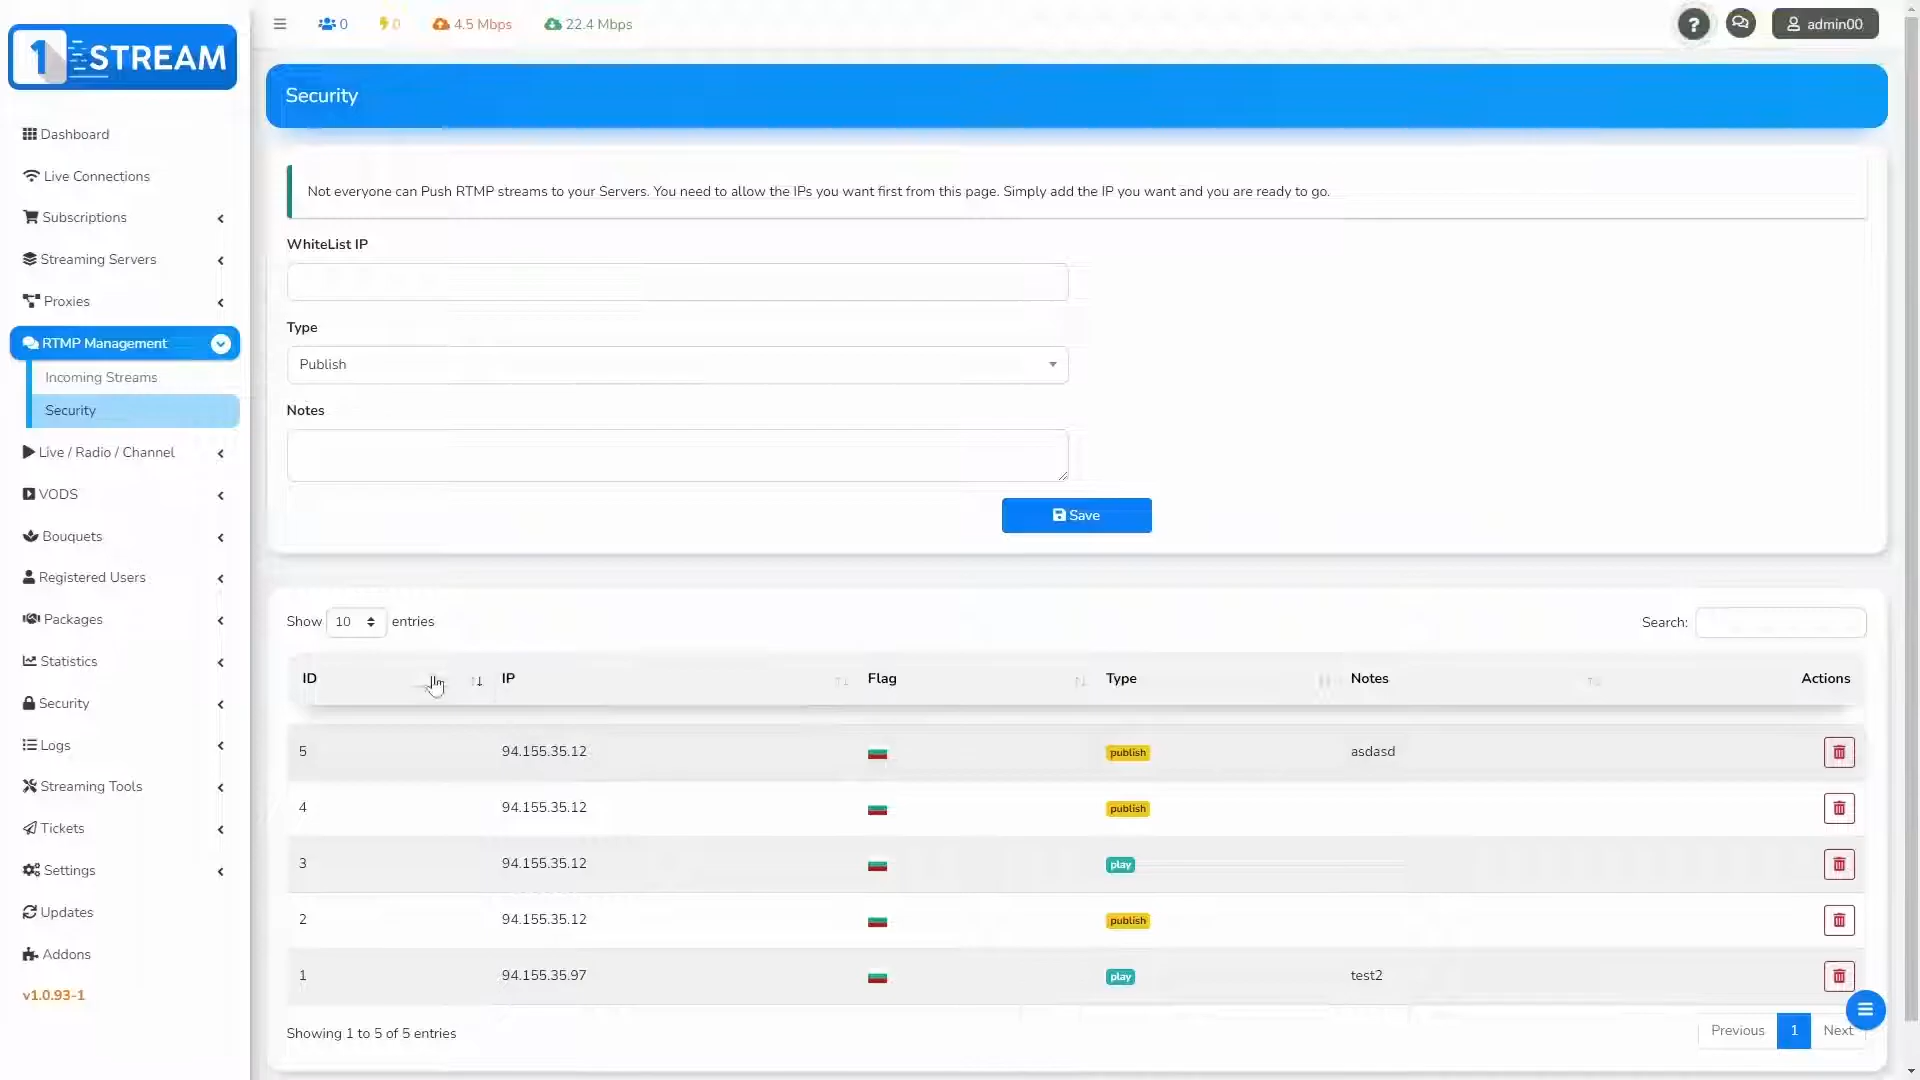 1 STREAM
0
0
4.5 Mbps
22.4 Mbps
?
admin00
Security
Dashboard
Live Connections
Subscriptions
Streaming Servers
Proxies
RTMP Management
Incoming Streams
Security
Live / Radio / Channel
VODS
Bouquets
Registered Users
Packages
Statistics
Security
Logs
Streaming Tools
Tickets
Settings
Updates
Addons
v1.0.93-1
Not everyone can Push RTMP streams to your Servers. You need to allow the IPs you want first from this page. Simply add the IP you want and you are ready to go.
WhiteList IP
Type
Publish
Notes
Save
Show 10 entries
Search:
ID IP Flag Type Notes Actions
5 94.155.35.12 publish asdasd
4 94.155.35.12 publish
3 94.155.35.12 play
2 94.155.35.12 publish
1 94.155.35.97 play test2
Showing 1 to 5 of 5 entries
Previous 1 Next